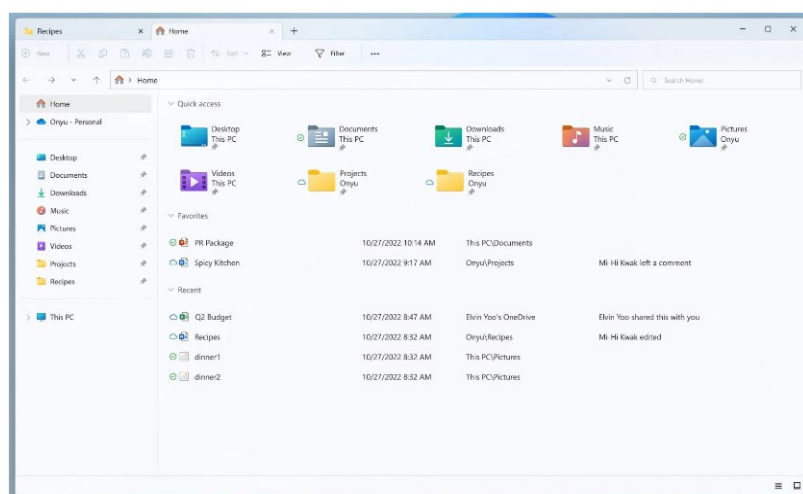 Recipes
Home
New
Sort
View
Filter
Home
Search Home
Home
Onyu - Personal
Desktop
Documents
Downloads
Music
Pictures
Videos
Projects
Recipes
This PC
Quick access
Desktop
This PC
Documents
This PC
Downloads
This PC
Music
This PC
Pictures
Onyu
Videos
This PC
Projects
Onyu
Recipes
Onyu
Favorites
PR Package 10/27/2022 10:14 AM This PC\Documents
Spicy Kitchen 10/27/2022 9:17 AM Onyu\Projects Mi-Hi Kwak left a comment
Recent
Q2 Budget 10/27/2022 8:47 AM Elvin Yoo's OneDrive Elvin Yoo shared this with you
Recipes 10/27/2022 8:32 AM Onyu\Recipes Mi-Hi Kwak edited
dinner1 10/27/2022 8:32 AM This PC\Pictures
dinner2 10/27/2022 8:32 AM This PC\Pictures